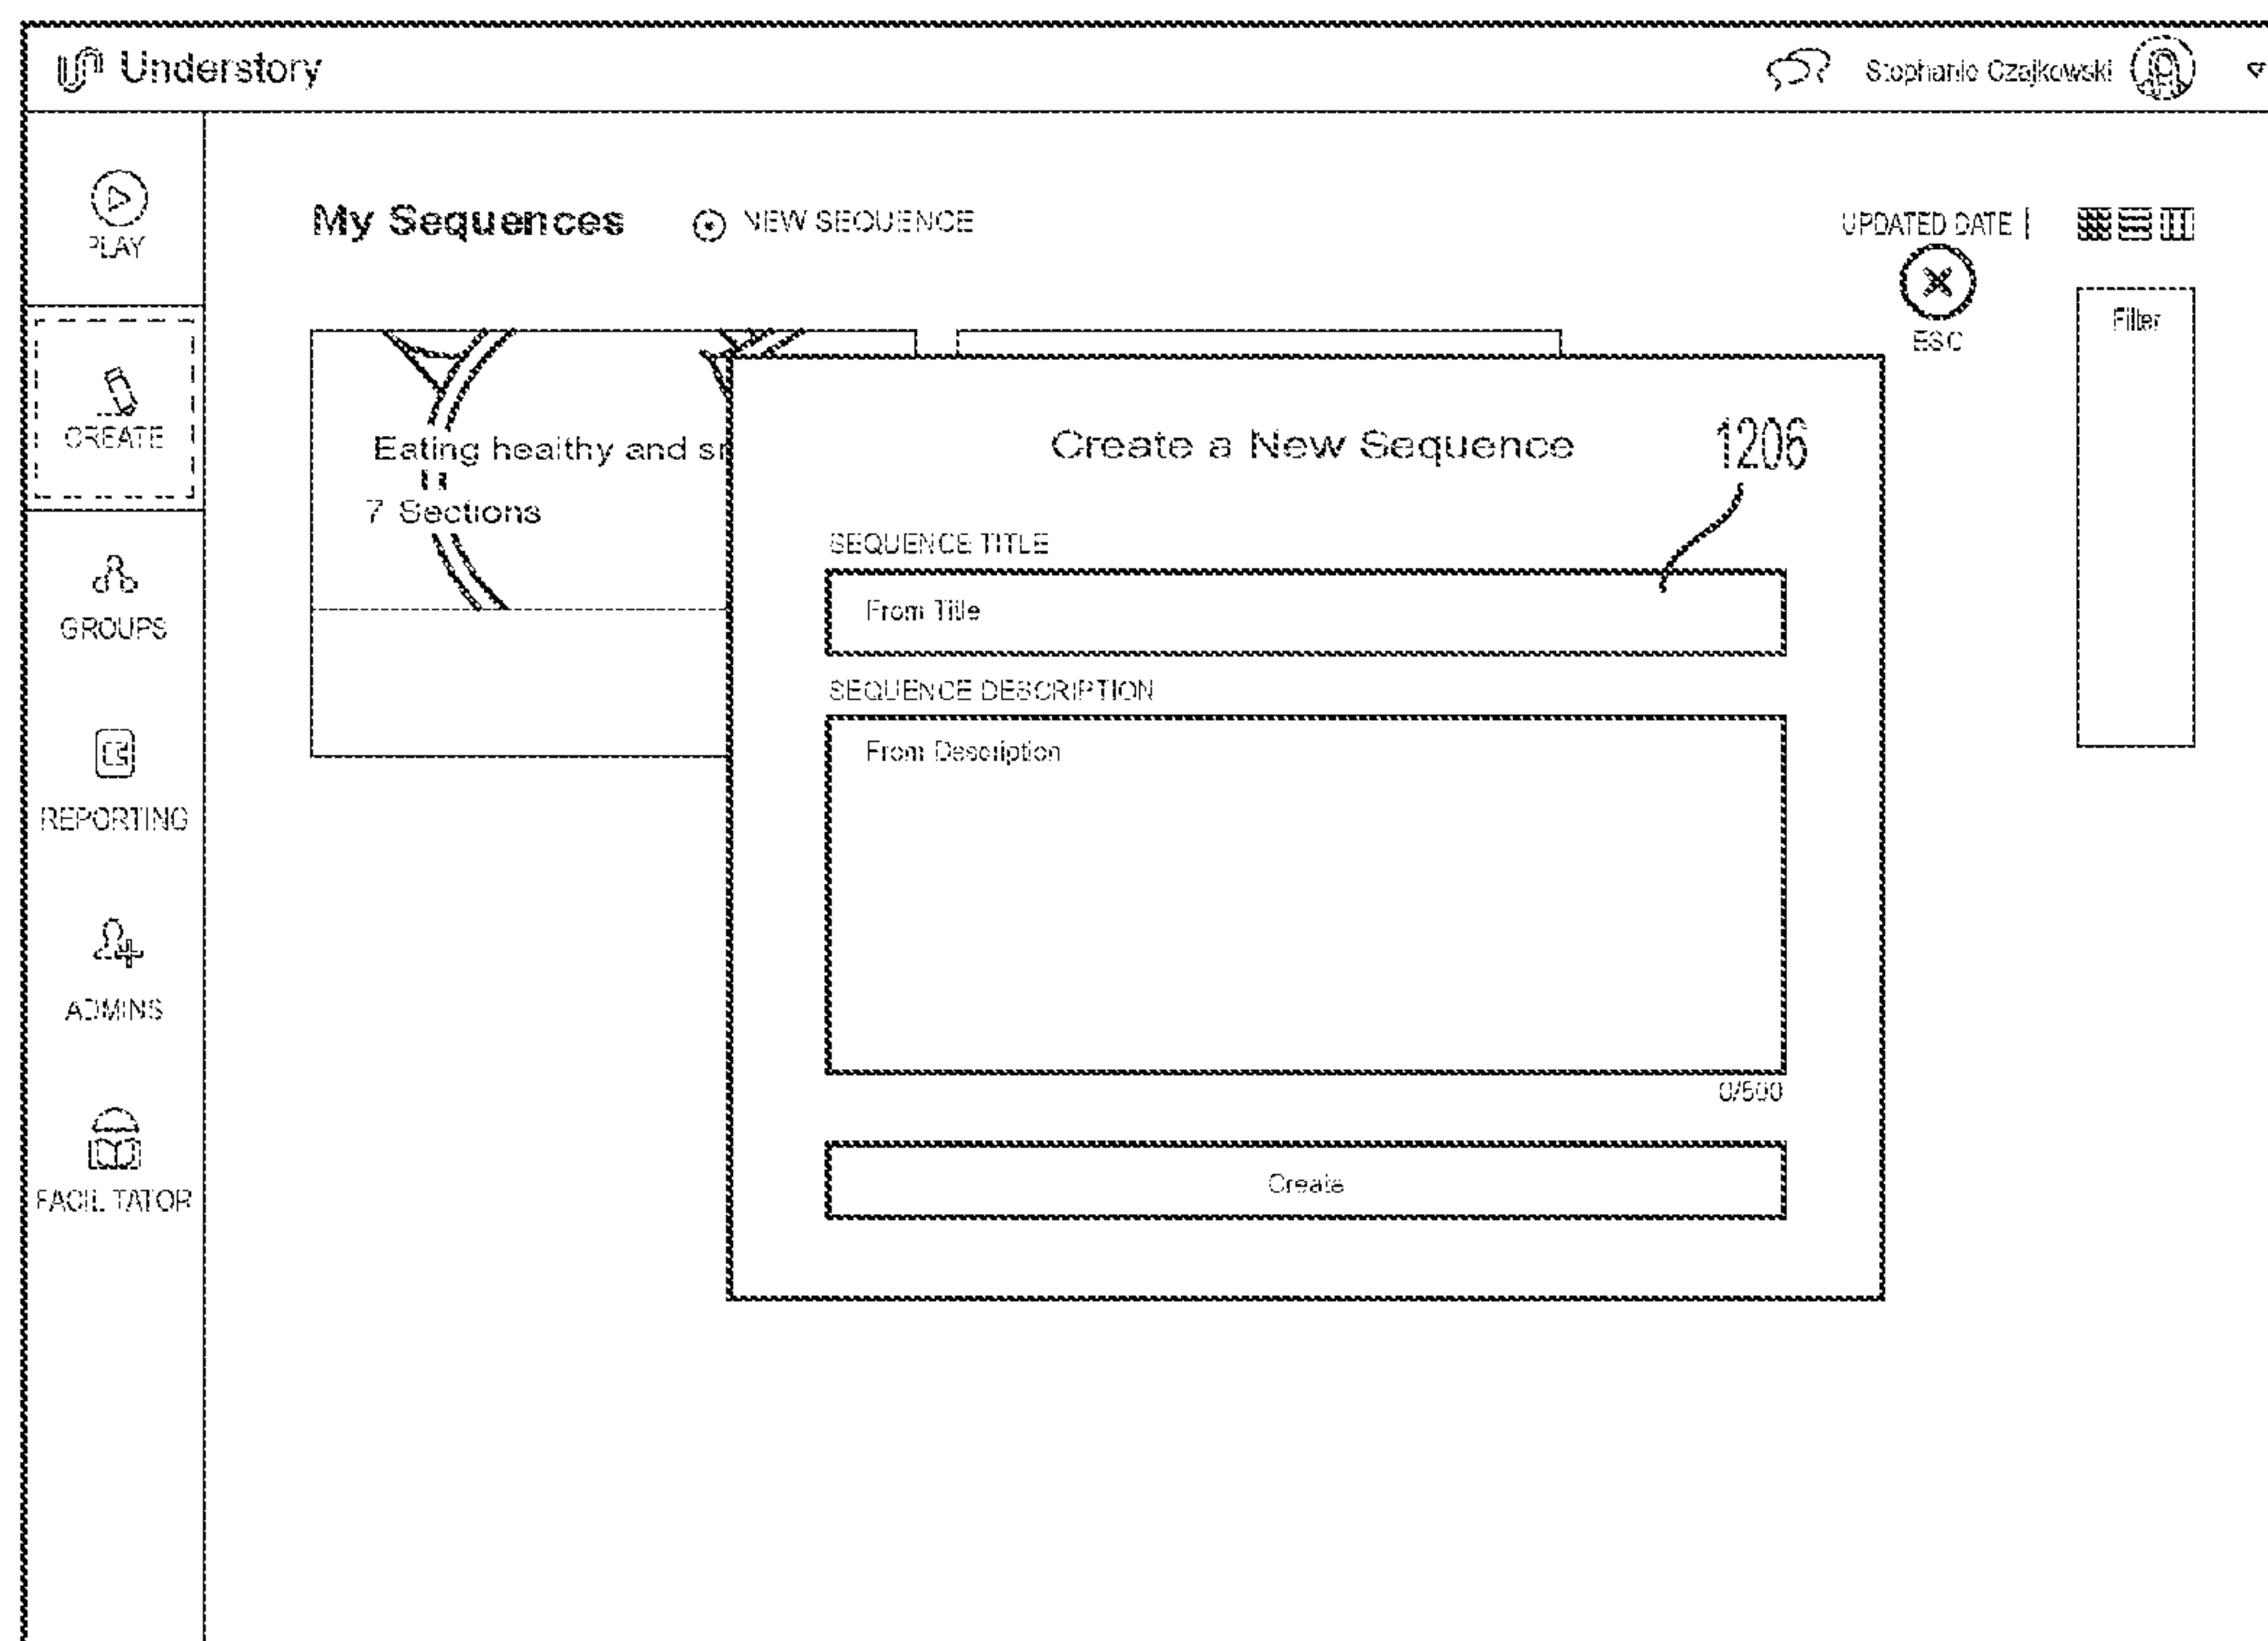 Understory
Stephanie Czajkowski
PLAY
My Sequences
NEW SEQUENCE
UPDATED DATE
ESC
Filter
CREATE
Eating healthy and
7 Sections
Create a New Sequence
1206
SEQUENCE TITLE
From Title
GROUPS
SEQUENCE DESCRIPTION
From Description
REPORTING
ADMINS
0/500
Create
FACILITATOR